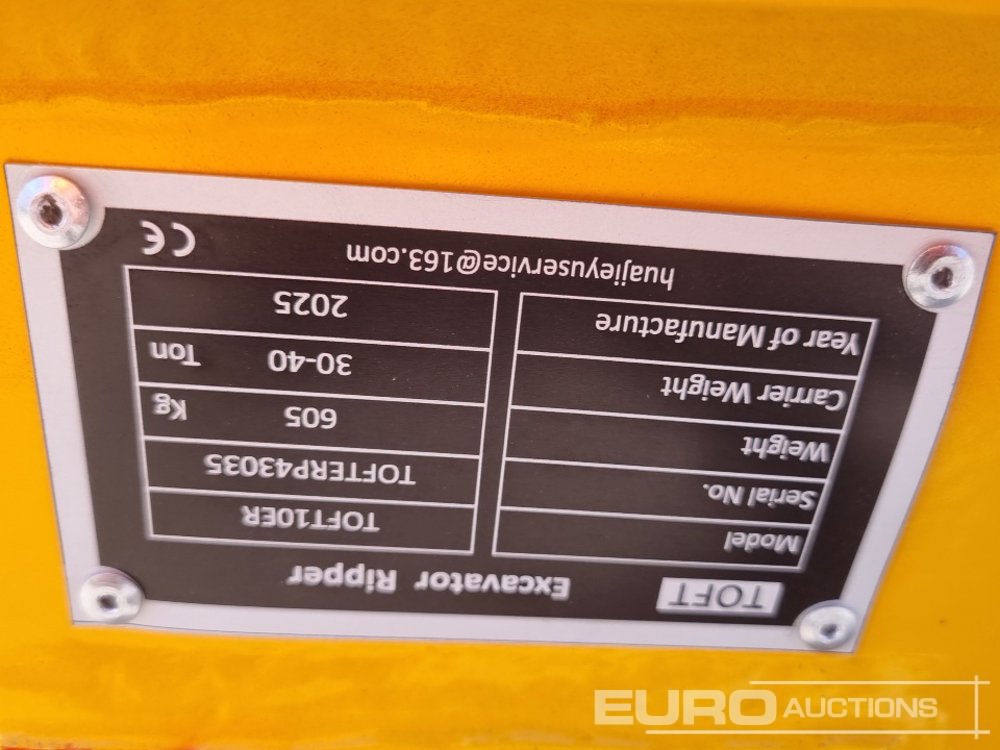 TOFT Excavator Ripper
Model TOFT10ER
Serial No. TOFTERP43035
Weight 605 Kg
Carrier Weight 30-40 Ton
Year of Manufacture 2025
huajieyuservice@163.com CE
EURO AUCTIONS